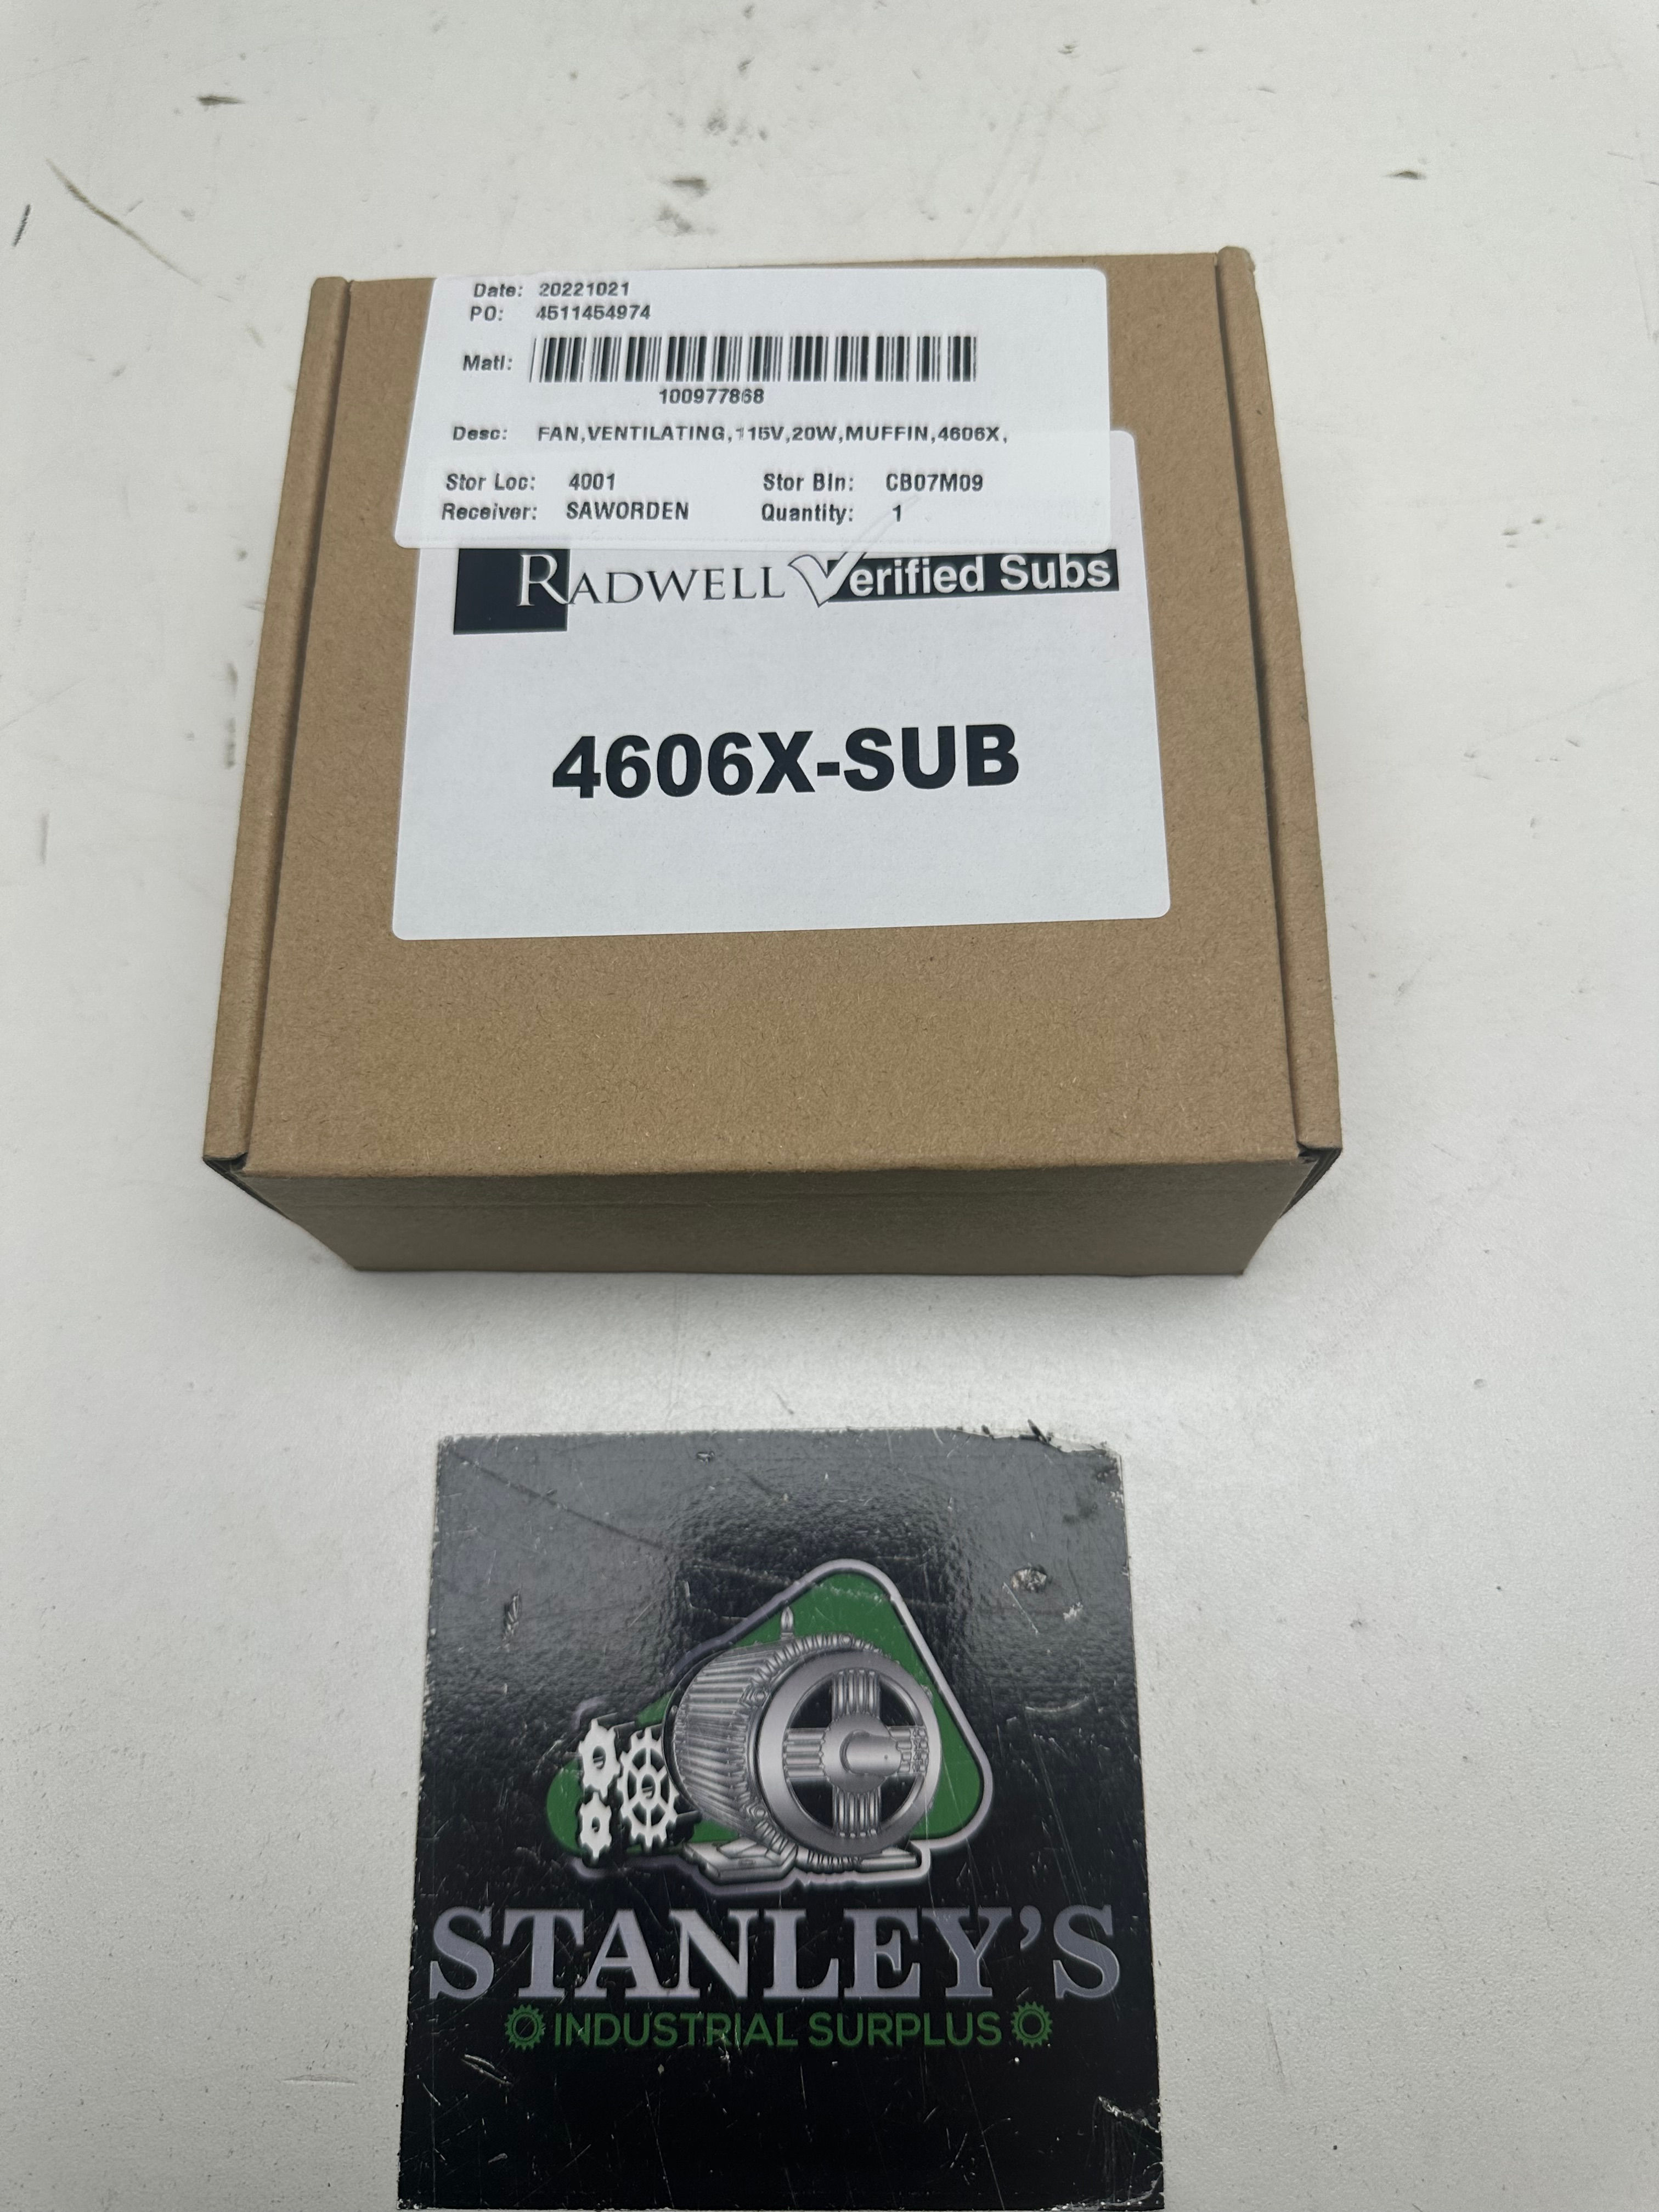 Date: 20221021
PO: 4511454974
Matl:
100977868
Desc: FAN,VENTILATING,115V,20W,MUFFIN,4606X,
Stor Loc: 4001 Stor Bin: CB07M09
Receiver: SAWORDEN Quantity: 1
RADWELL Verified Subs
4606X-SUB
STANLEY'S
INDUSTRIAL SURPLUS